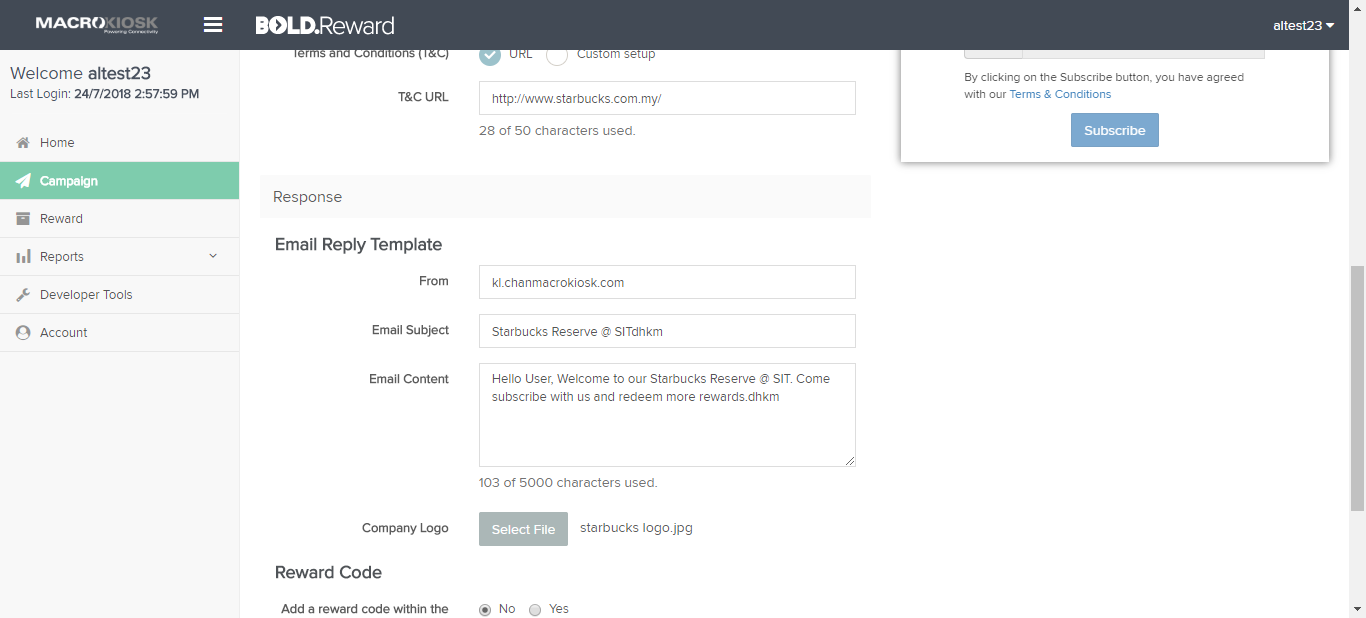 MACROKIOSK
Powering Connectivity
BOLD.Reward
altest23
Welcome altest23
Last Login: 24/7/2018 2:57:59 PM
Home
Campaign
Reward
Reports
Developer Tools
Account
Terms and Conditions (T&C)
URL
Custom setup
T&C URL
http://www.starbucks.com.my/
28 of 50 characters used.
Response
Email Reply Template
From
kl.chanmacrokiosk.com
Email Subject
Starbucks Reserve @ SITdhkm
Email Content
Hello User, Welcome to our Starbucks Reserve @ SIT. Come
subscribe with us and redeem more rewards.dhkm
103 of 5000 characters used.
Company Logo
Select File
starbucks logo.jpg
Reward Code
Add a reward code within the
No
Yes
By clicking on the Subscribe button, you have agreed
with our Terms & Conditions
Subscribe